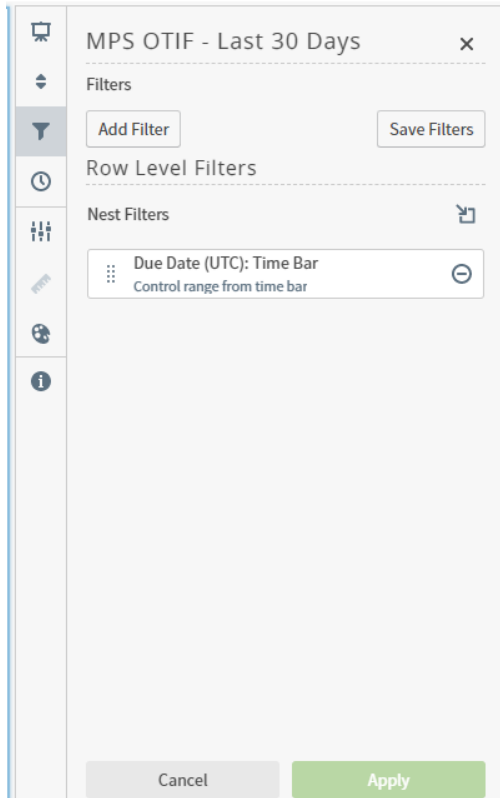 MPS OTIF - Last 30 Days
Filters
Add Filter
Save Filters
Row Level Filters
Nest Filters
Due Date (UTC): Time Bar
Control range from time bar
Cancel
Apply